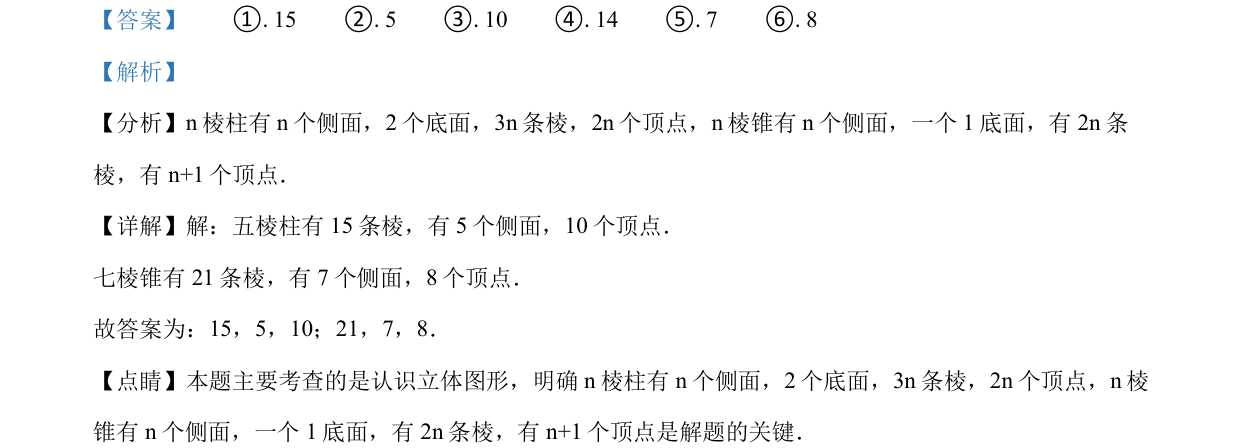 【答案】 ①. 15 ②. 5 ③. 10 ④. 14 ⑤. 7 ⑥. 8
【解析】
【分析】n 棱柱有 n 个侧面，2 个底面，3n 条棱，2n 个顶点，n 棱锥有 n 个侧面，一个 1 底面，有 2n 条
棱，有 n+1 个顶点．
【详解】解：五棱柱有 15 条棱，有 5 个侧面，10 个顶点．
七棱锥有 21 条棱，有 7 个侧面，8 个顶点．
故答案为：15，5，10；21，7，8．
【点睛】本题主要考查的是认识立体图形，明确 n 棱柱有 n 个侧面，2 个底面，3n 条棱，2n 个顶点，n 棱
锥有 n 个侧面，一个 1 底面，有 2n 条棱，有 n+1 个顶点是解题的关键．